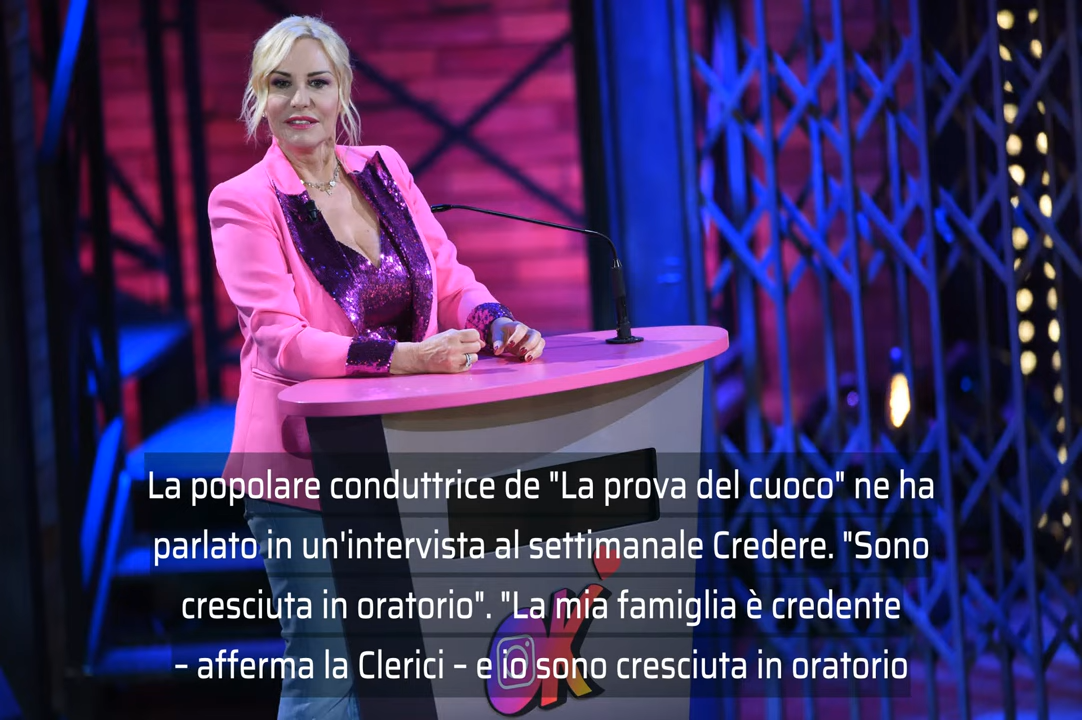 La popolare conduttrice de "La prova del cuoco" ne ha
parlato in un'intervista al settimanale Credere. "Sono
cresciuta in oratorio". "La mia famiglia è credente
– afferma la Clerici – e io sono cresciuta in oratorio
OKi